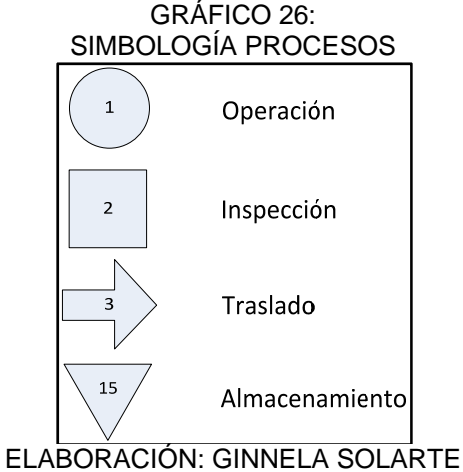 GRÁFICO 26:
SIMBOLOGÍA PROCESOS
1 Operación
2 Inspección
3 Traslado
15 Almacenamiento
ELABORACIÓN: GINNELA SOLARTE